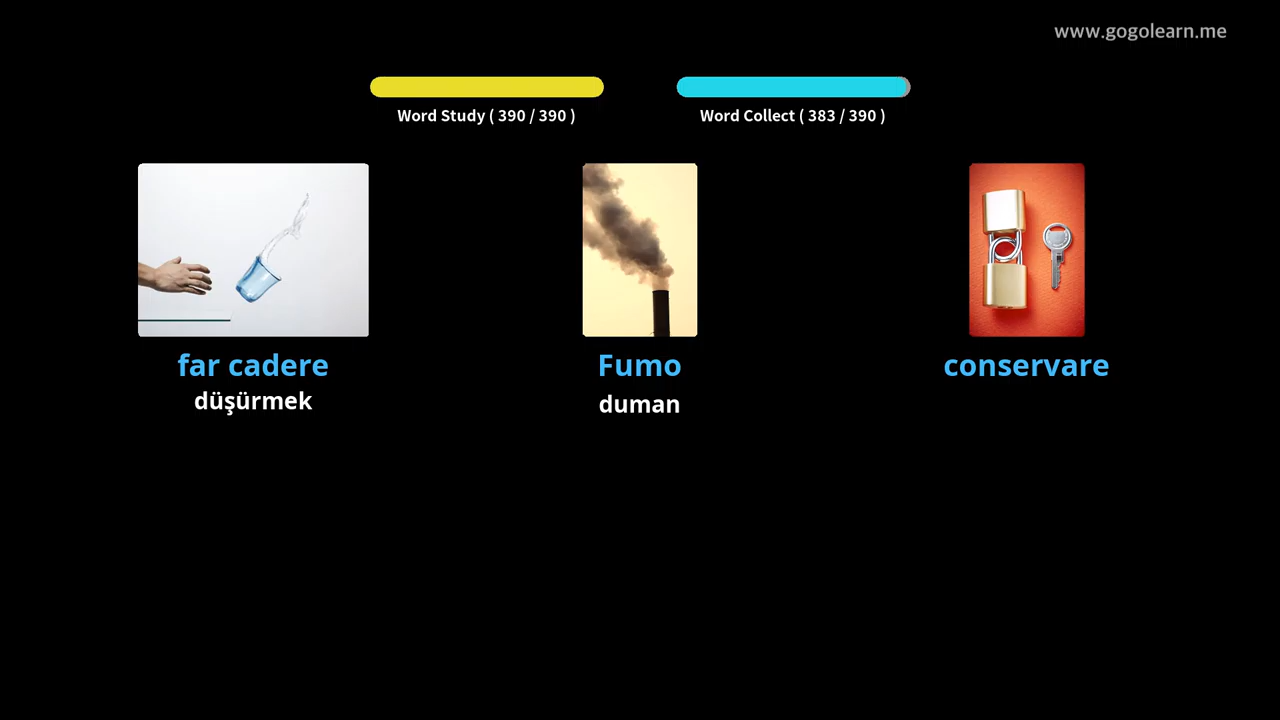 www.gogolearn.me
Word Study ( 390 / 390 )
Word Collect ( 383 / 390 )
far cadere
düşürmek
Fumo
duman
conservare